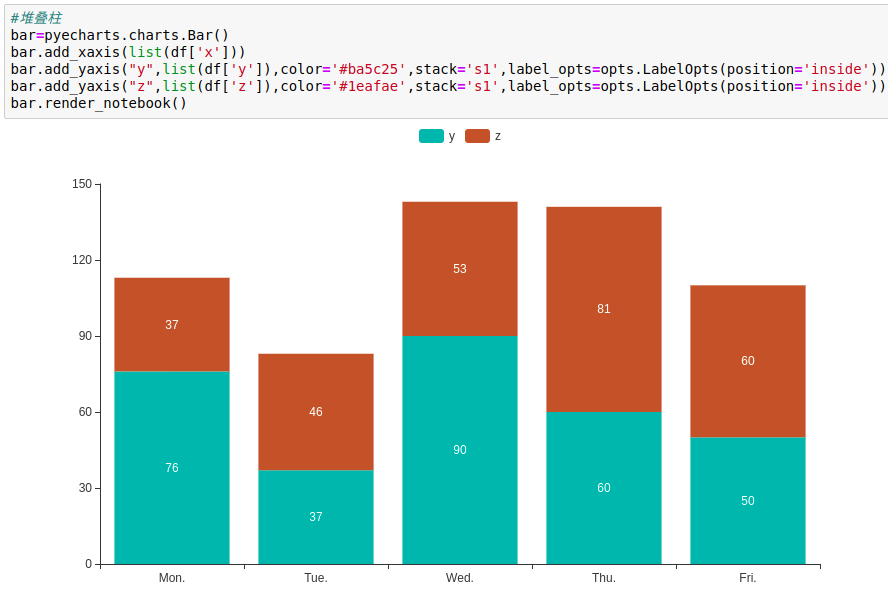 #堆叠柱
bar=pyecharts.charts.Bar()
bar.add_xaxis(list(df['x']))
bar.add_yaxis("y",list(df['y']),color='#ba5c25',stack='s1',label_opts=opts.LabelOpts(position='inside'))
bar.add_yaxis("z",list(df['z']),color='#1eafae',stack='s1',label_opts=opts.LabelOpts(position='inside'))
bar.render_notebook()
y z
150
120
90
60
30
0
37 46 53 81 60
76 37 90 60 50
Mon. Tue. Wed. Thu. Fri.